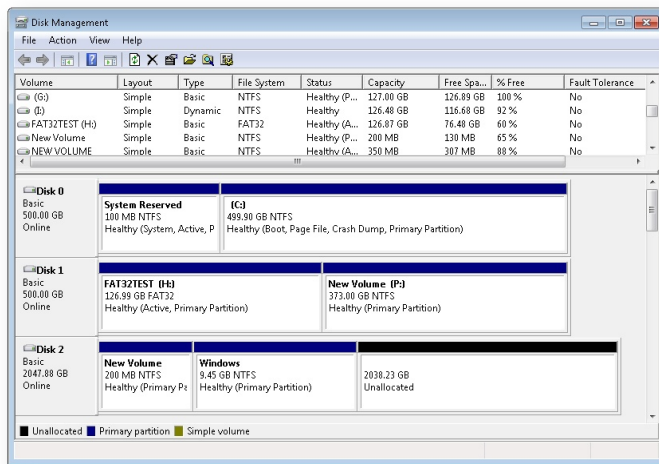 Disk Management
File Action View Help
Volume Layout Type File System Status Capacity Free Spa... % Free Fault Tolerance
(G:) Simple Basic NTFS Healthy (P... 127.00 GB 126.89 GB 100 % No
(I:) Simple Dynamic NTFS Healthy 126.48 GB 116.68 GB 92 % No
FAT32TEST (H:) Simple Basic FAT32 Healthy (A... 126.87 GB 76.48 GB 60 % No
New Volume Simple Basic NTFS Healthy (P... 200 MB 130 MB 65 % No
NEW VOLUME Simple Basic NTFS Healthy (A... 350 MB 307 MB 88 % No
Disk 0
Basic
500.00 GB
Online
System Reserved
100 MB NTFS
Healthy (System, Active, P
(C:)
499.90 GB NTFS
Healthy (Boot, Page File, Crash Dump, Primary Partition)
Disk 1
Basic
500.00 GB
Online
FAT32TEST (H:)
126.99 GB FAT32
Healthy (Active, Primary Partition)
New Volume (P:)
373.00 GB NTFS
Healthy (Primary Partition)
Disk 2
Basic
2047.88 GB
Online
New Volume
200 MB NTFS
Healthy (Primary Pa
Windows
9.45 GB NTFS
Healthy (Primary Partition)
2038.23 GB
Unallocated
Unallocated Primary partition Simple volume